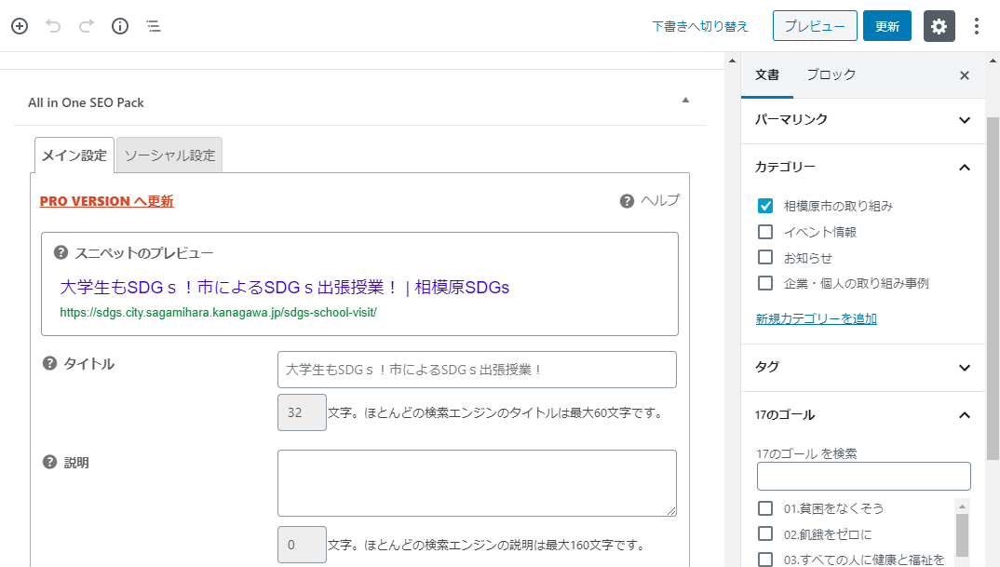 下書きへ切り替え プレビュー 更新
All in One SEO Pack
メイン設定 ソーシャル設定
PRO VERSION へ更新 ヘルプ
スニペットのプレビュー
大学生もSDGｓ！市によるSDGｓ出張授業！ | 相模原SDGs
https://sdgs.city.sagamihara.kanagawa.jp/sdgs-school-visit/
タイトル 大学生もSDGｓ！市によるSDGｓ出張授業！
32 文字。ほとんどの検索エンジンのタイトルは最大60文字です。
説明
0 文字。ほとんどの検索エンジンの説明は最大160文字です。
文書 ブロック
パーマリンク
カテゴリー
相模原市の取り組み
イベント情報
お知らせ
企業・個人の取り組み事例
新規カテゴリーを追加
タグ
17のゴール
17のゴール を検索
01.貧困をなくそう
02.飢餓をゼロに
03.すべての人に健康と福祉を